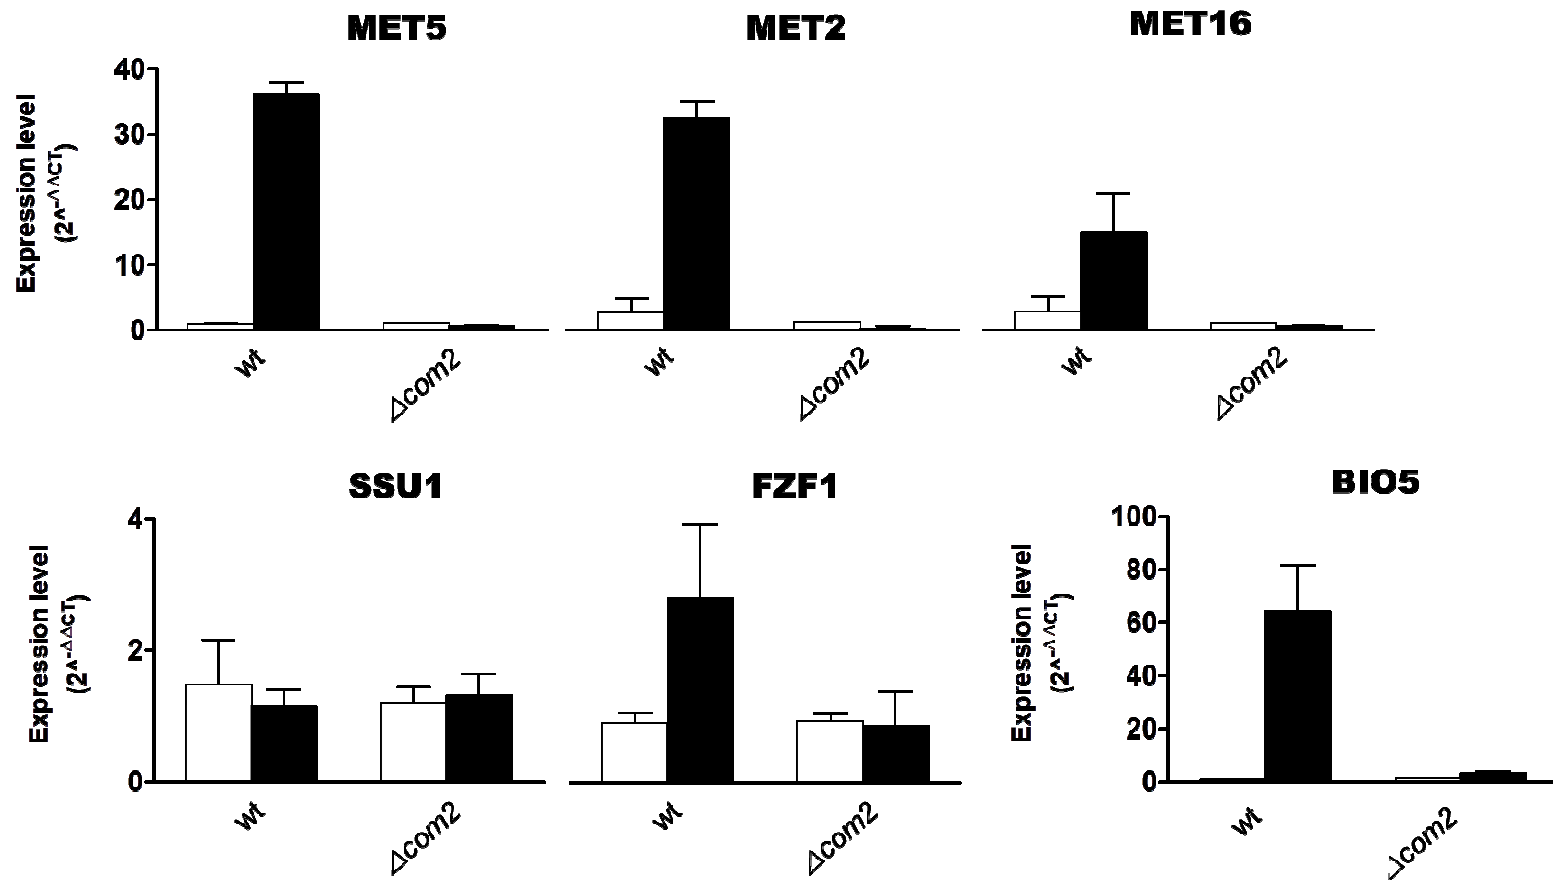 MET5 MET2 MET16
Expression level
(2^-^^CT)
40
30
20
10
0
wt Δcom2 wt Δcom2 wt Δcom2
SSU1 FZF1 BIO5
Expression level
(2^-ΔΔCT)
4
2
0
Expression level
(2^-^^CT)
100
80
60
40
20
0
wt Δcom2 wt Δcom2 wt Δcom2